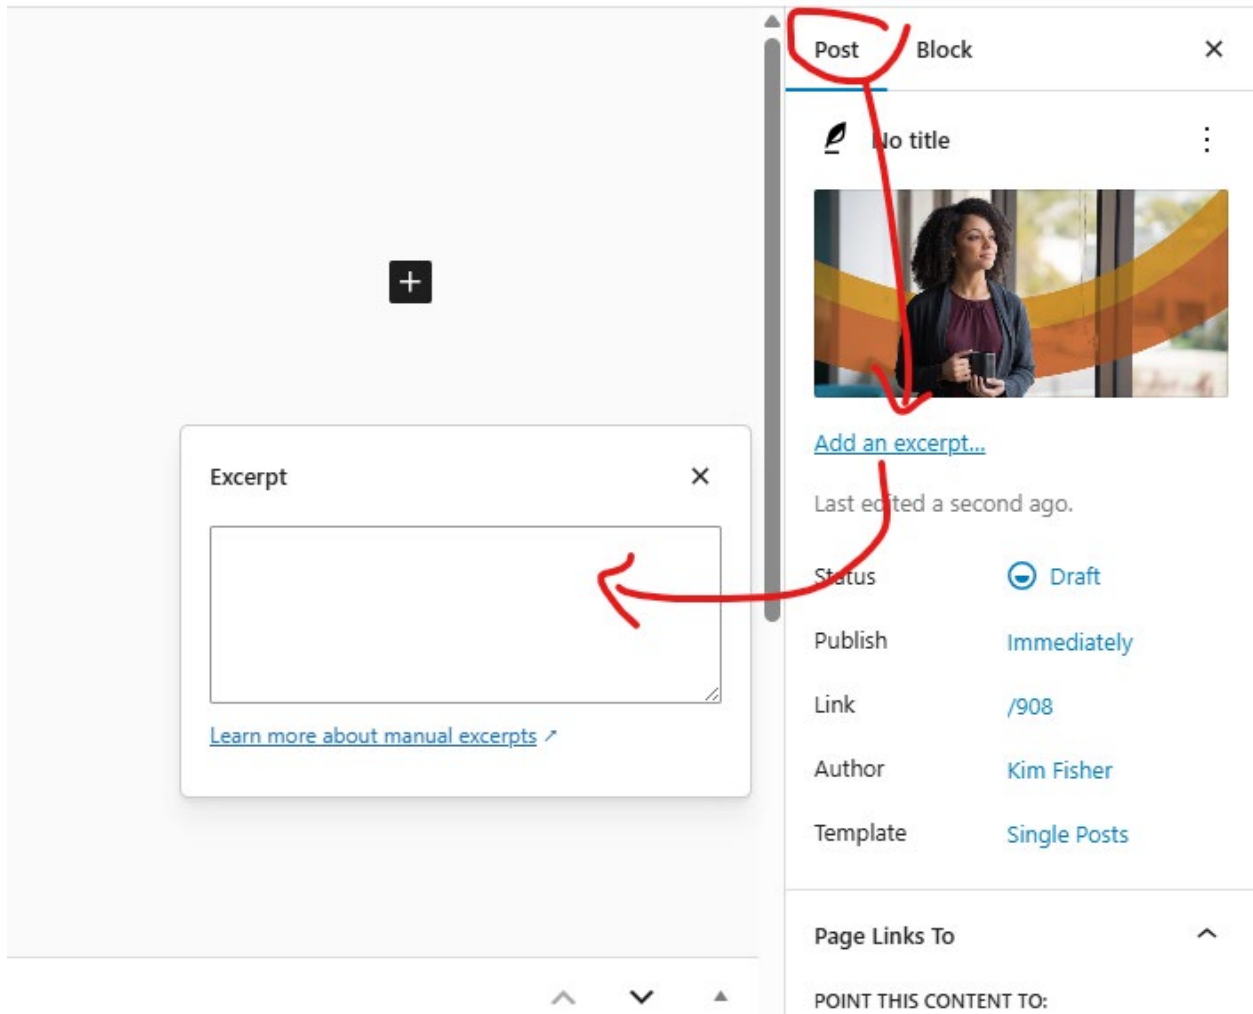 Post Block
No title
Add an excerpt...
Last edited a second ago.
Status Draft
Publish Immediately
Link /908
Author Kim Fisher
Template Single Posts
Page Links To
POINT THIS CONTENT TO:
Excerpt
Learn more about manual excerpts ↗